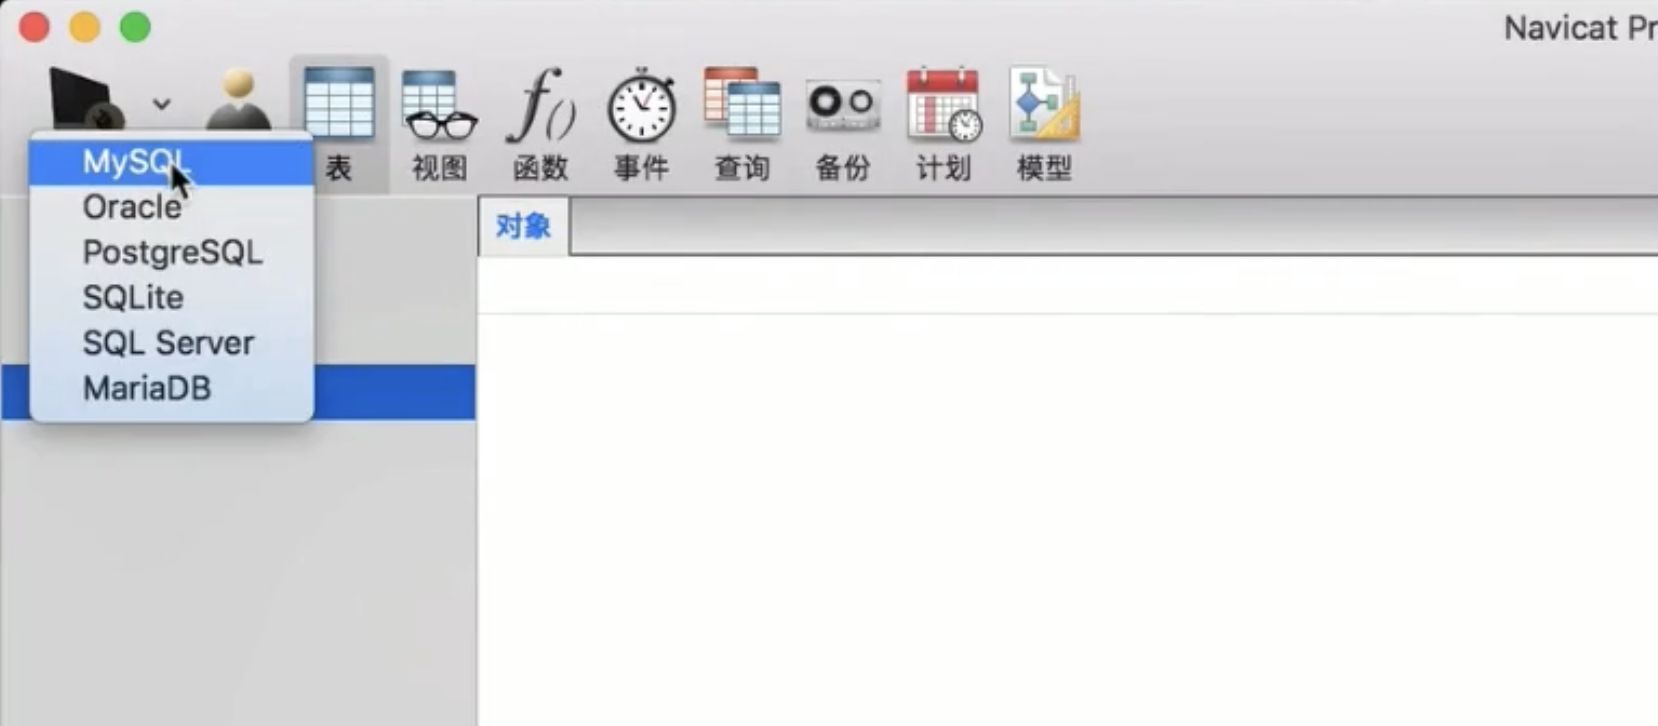 Navicat Pr
表 视图 函数 事件 查询 备份 计划 模型
MySQL
Oracle
PostgreSQL
SQLite
SQL Server
MariaDB
对象